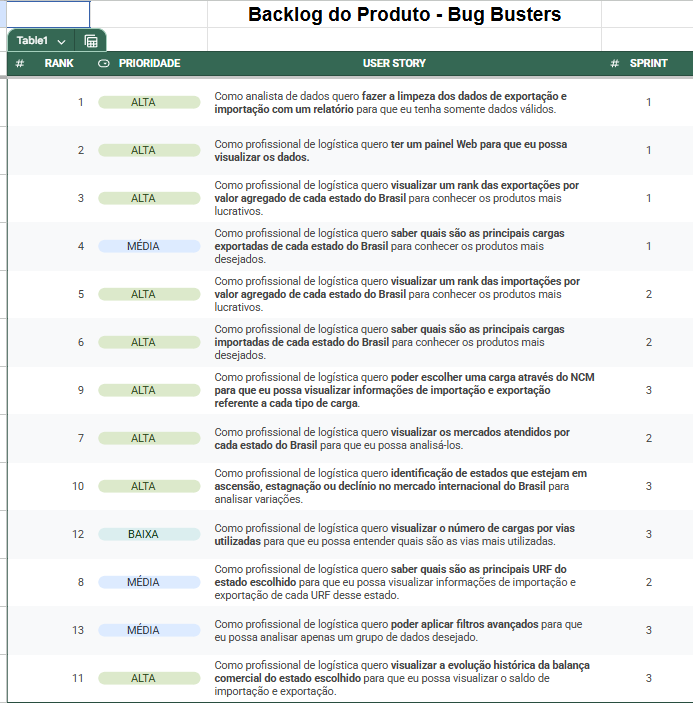 Backlog do Produto - Bug Busters
Table1
# RANK PRIORIDADE USER STORY # SPRINT
1 ALTA Como analista de dados quero fazer a limpeza dos dados de exportação e
importação com um relatório para que eu tenha somente dados válidos. 1
2 ALTA Como profissional de logística quero ter um painel Web para que eu possa
visualizar os dados. 1
3 ALTA Como profissional de logística quero visualizar um rank das exportações por
valor agregado de cada estado do Brasil para conhecer os produtos mais
lucrativos. 1
4 MÉDIA Como profissional de logística quero saber quais são as principais cargas
exportadas de cada estado do Brasil para conhecer os produtos mais
desejados. 1
5 ALTA Como profissional de logística quero visualizar um rank das importações por
valor agregado de cada estado do Brasil para conhecer os produtos mais
lucrativos. 2
6 ALTA Como profissional de logística quero saber quais são as principais cargas
importadas de cada estado do Brasil para conhecer os produtos mais
desejados. 2
9 ALTA Como profissional de logística quero poder escolher uma carga através do NCM
para que eu possa visualizar informações de importação e exportação
referente a cada tipo de carga. 3
7 ALTA Como profissional de logística quero visualizar os mercados atendidos por
cada estado do Brasil para que eu possa analisá-los. 2
10 ALTA Como profissional de logística quero identificação de estados que estejam em
ascensão, estagnação ou declínio no mercado internacional do Brasil para
analisar variações. 3
12 BAIXA Como profissional de logística quero visualizar o número de cargas por vias
utilizadas para que eu possa entender quais são as vias mais utilizadas. 3
8 MÉDIA Como profissional de logística quero saber quais são as principais URF do
estado escolhido para que eu possa visualizar informações de importação e
exportação de cada URF desse estado. 2
13 MÉDIA Como profissional de logística quero poder aplicar filtros avançados para que
eu possa analisar apenas um grupo de dados desejado. 3
11 ALTA Como profissional de logística quero visualizar a evolução histórica da balança
comercial do estado escolhido para que eu possa visualizar o saldo de
importação e exportação. 3